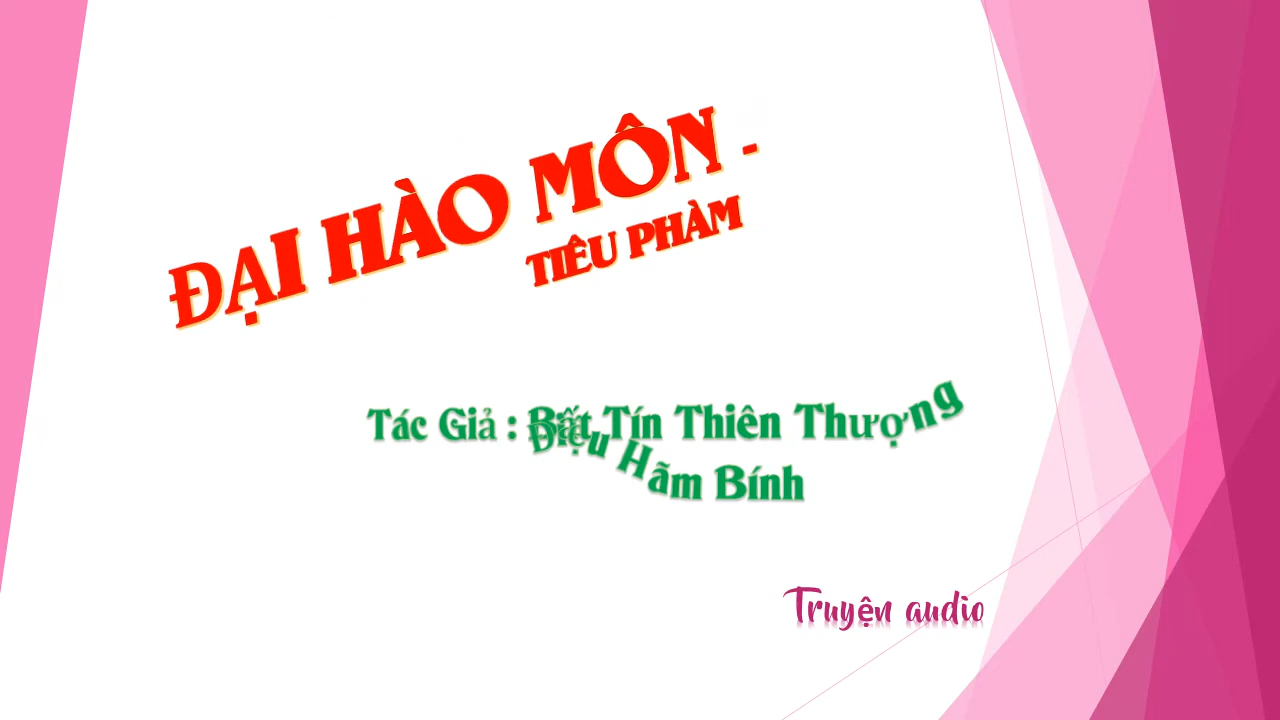 ĐẠI HÀO MÔN -
TIÊU PHÀM
Tác Giả : Bất Tín Thiên Thượng
Điệu Hãm Bính
Truyện audio